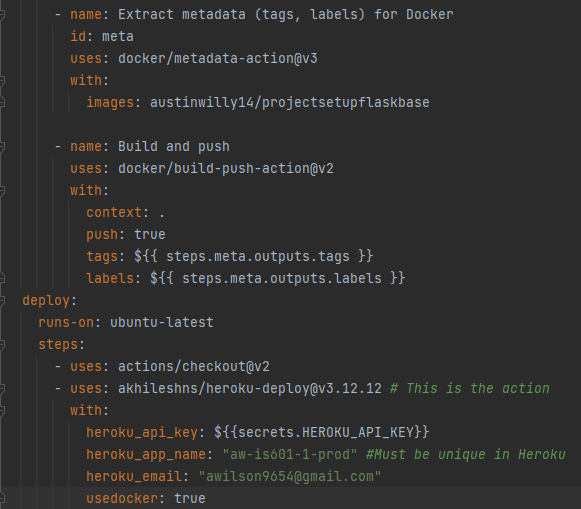 - name: Extract metadata (tags, labels) for Docker
id: meta
uses: docker/metadata-action@v3
with:
images: austinwilly14/projectsetupflaskbase
- name: Build and push
uses: docker/build-push-action@v2
with:
context: .
push: true
tags: ${{ steps.meta.outputs.tags }}
labels: ${{ steps.meta.outputs.labels }}
deploy:
runs-on: ubuntu-latest
steps:
- uses: actions/checkout@v2
- uses: akhileshns/heroku-deploy@v3.12.12 # This is the action
with:
heroku_api_key: ${{secrets.HEROKU_API_KEY}}
heroku_app_name: "aw-is601-1-prod" #Must be unique in Heroku
heroku_email: "awilson9654@gmail.com"
usedocker: true